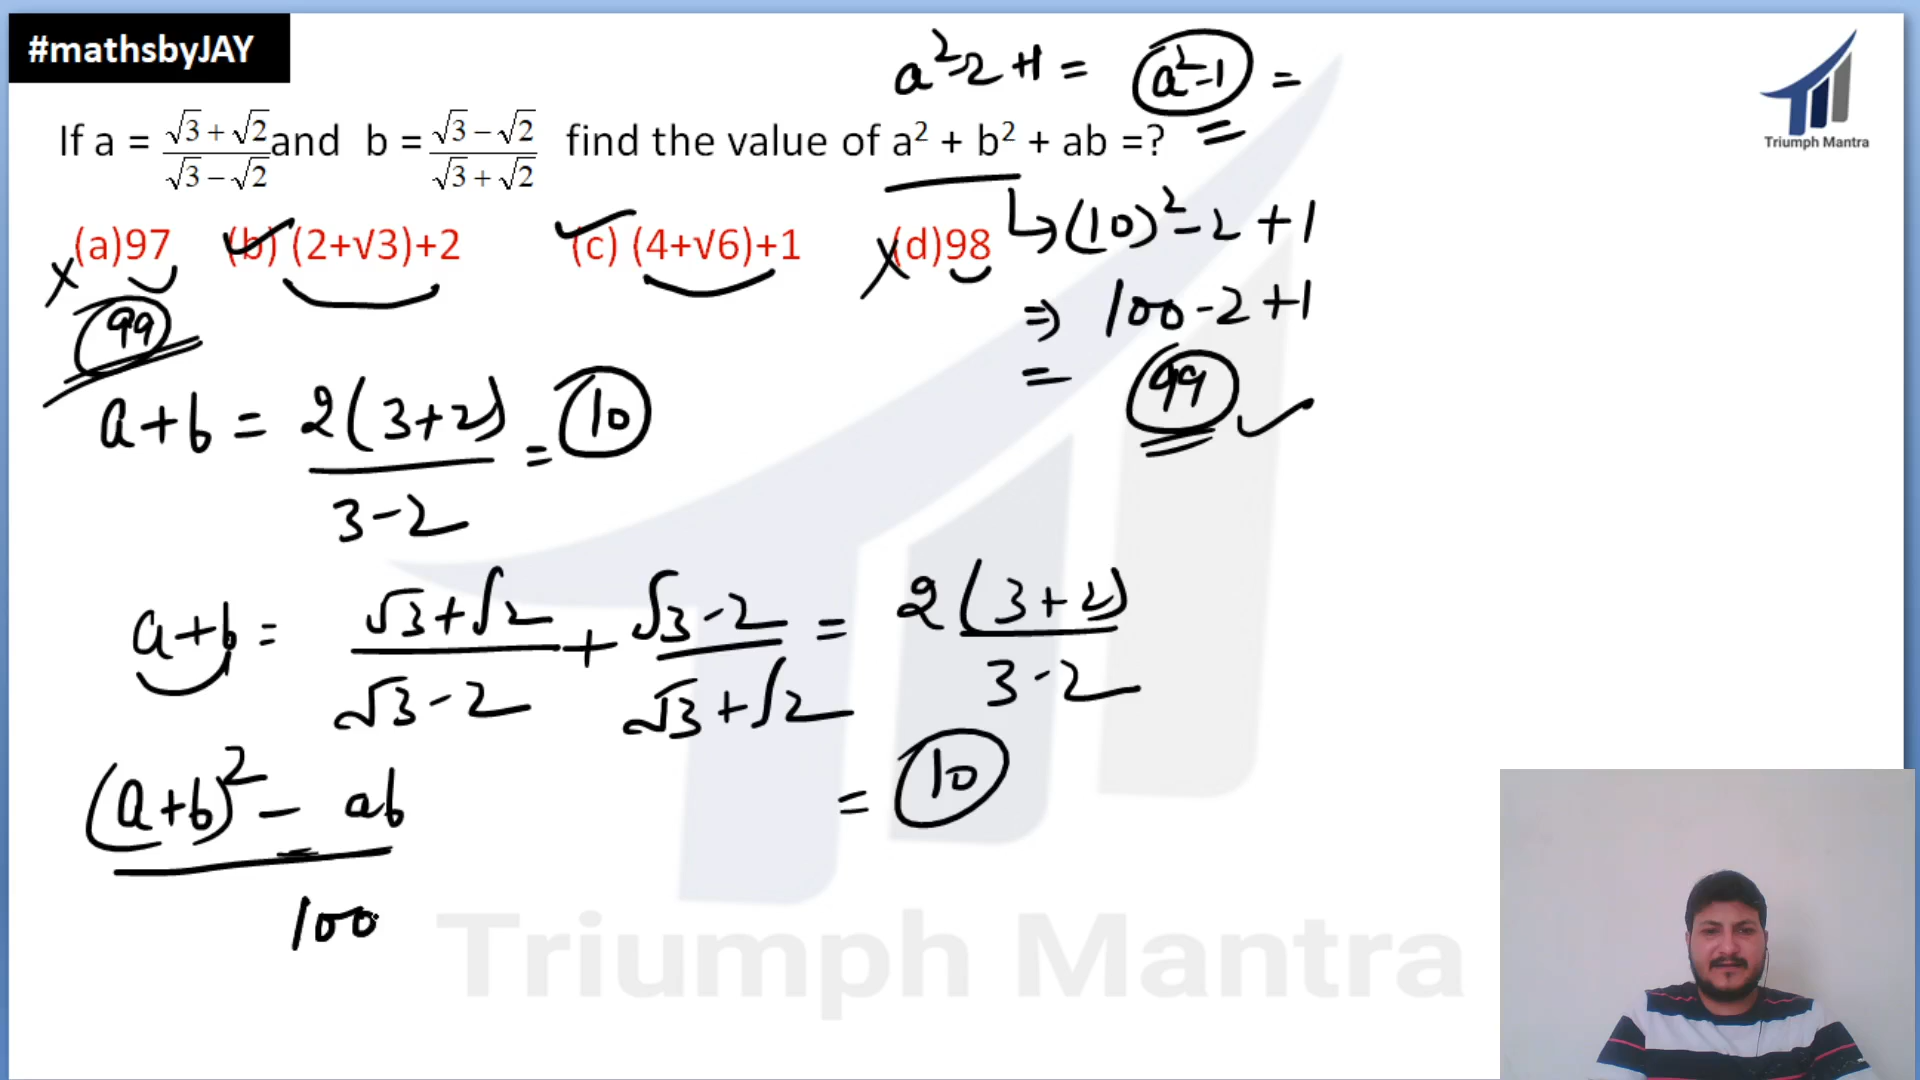 #mathsbyJAY
a²-2+1 = a²-1 =
Triumph Mantra
If a = (√3+√2)/(√3-√2) and b = (√3-√2)/(√3+√2) find the value of a² + b² + ab =?
(a)97 (b) (2+√3)+2 (c) (4+√6)+1 (d)98
↳(10)²-2+1
99
⇒ 100-2+1
= 99
a+b = 2(3+2)/(3-2) = 10
a+b = (√3+√2)/(√3-2) + (√3-2)/(√3+√2) = 2(3+2)/(3-2)
(a+b)² - ab
= 10
100
Triumph Mantra